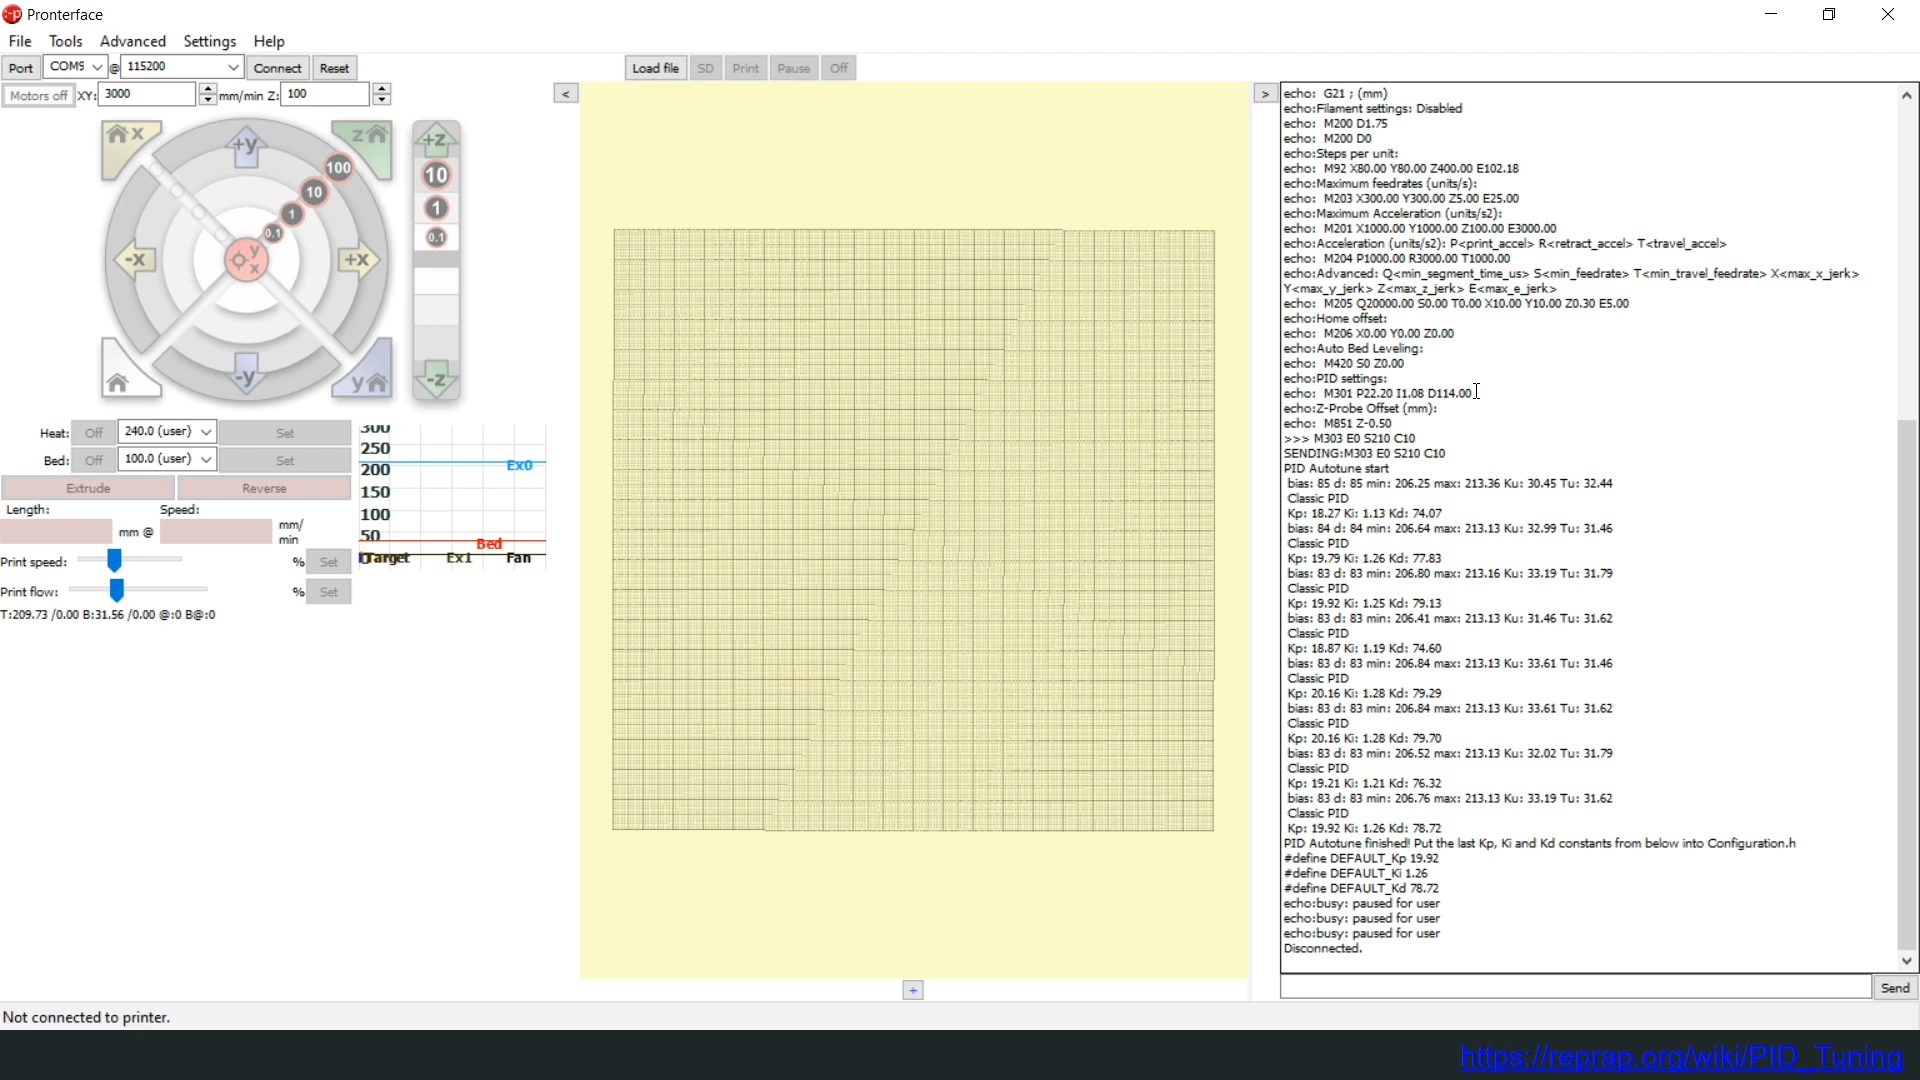 Pronterface
File Tools Advanced Settings Help
Port COM9 @ 115200 Connect Reset
Load file SD Print Pause Off
Motors off XY: 3000 mm/min Z: 100
< >
x z
+y +z
100 10
10 1
1 0.1
0.1
-x y x +x
-y y -z
Heat: Off 240.0 (user) Set
Bed: Off 100.0 (user) Set
Extrude Reverse
Length: Speed:
mm @ mm/
min
Print speed: % Set
Print flow: % Set
T:209.73 /0.00 B:31.56 /0.00 @:0 B@:0
300
250
200 Ex0
150
100
50 Bed
Target Ex1 Fan
+
echo:  G21 ; (mm)
echo:Filament settings: Disabled
echo:  M200 D1.75
echo:  M200 D0
echo:Steps per unit:
echo:  M92 X80.00 Y80.00 Z400.00 E102.18
echo:Maximum feedrates (units/s):
echo:  M203 X300.00 Y300.00 Z5.00 E25.00
echo:Maximum Acceleration (units/s2):
echo:  M201 X1000.00 Y1000.00 Z100.00 E3000.00
echo:Acceleration (units/s2): P<print_accel> R<retract_accel> T<travel_accel>
echo:  M204 P1000.00 R3000.00 T1000.00
echo:Advanced: Q<min_segment_time_us> S<min_feedrate> T<min_travel_feedrate> X<max_x_jerk>
Y<max_y_jerk> Z<max_z_jerk> E<max_e_jerk>
echo:  M205 Q20000.00 S0.00 T0.00 X10.00 Y10.00 Z0.30 E5.00
echo:Home offset:
echo:  M206 X0.00 Y0.00 Z0.00
echo:Auto Bed Leveling:
echo:  M420 S0 Z0.00
echo:PID settings:
echo:  M301 P22.20 I1.08 D114.00
echo:Z-Probe Offset (mm):
echo:  M851 Z-0.50
>>> M303 E0 S210 C10
SENDING:M303 E0 S210 C10
PID Autotune start
bias: 85 d: 85 min: 206.25 max: 213.36 Ku: 30.45 Tu: 32.44
Classic PID
Kp: 18.27 Ki: 1.13 Kd: 74.07
bias: 84 d: 84 min: 206.64 max: 213.13 Ku: 32.99 Tu: 31.46
Classic PID
Kp: 19.79 Ki: 1.26 Kd: 77.83
bias: 83 d: 83 min: 206.80 max: 213.16 Ku: 33.19 Tu: 31.79
Classic PID
Kp: 19.92 Ki: 1.25 Kd: 79.13
bias: 83 d: 83 min: 206.41 max: 213.13 Ku: 31.46 Tu: 31.62
Classic PID
Kp: 18.87 Ki: 1.19 Kd: 74.60
bias: 83 d: 83 min: 206.84 max: 213.13 Ku: 33.61 Tu: 31.46
Classic PID
Kp: 20.16 Ki: 1.28 Kd: 79.29
bias: 83 d: 83 min: 206.84 max: 213.13 Ku: 33.61 Tu: 31.62
Classic PID
Kp: 20.16 Ki: 1.28 Kd: 79.70
bias: 83 d: 83 min: 206.52 max: 213.13 Ku: 32.02 Tu: 31.79
Classic PID
Kp: 19.21 Ki: 1.21 Kd: 76.32
bias: 83 d: 83 min: 206.76 max: 213.13 Ku: 33.19 Tu: 31.62
Classic PID
Kp: 19.92 Ki: 1.26 Kd: 78.72
PID Autotune finished! Put the last Kp, Ki and Kd constants from below into Configuration.h
#define DEFAULT_Kp 19.92
#define DEFAULT_Ki 1.26
#define DEFAULT_Kd 78.72
echo:busy: paused for user
echo:busy: paused for user
echo:busy: paused for user
Disconnected.
Send
Not connected to printer.
https://reprap.org/wiki/PID_Tuning